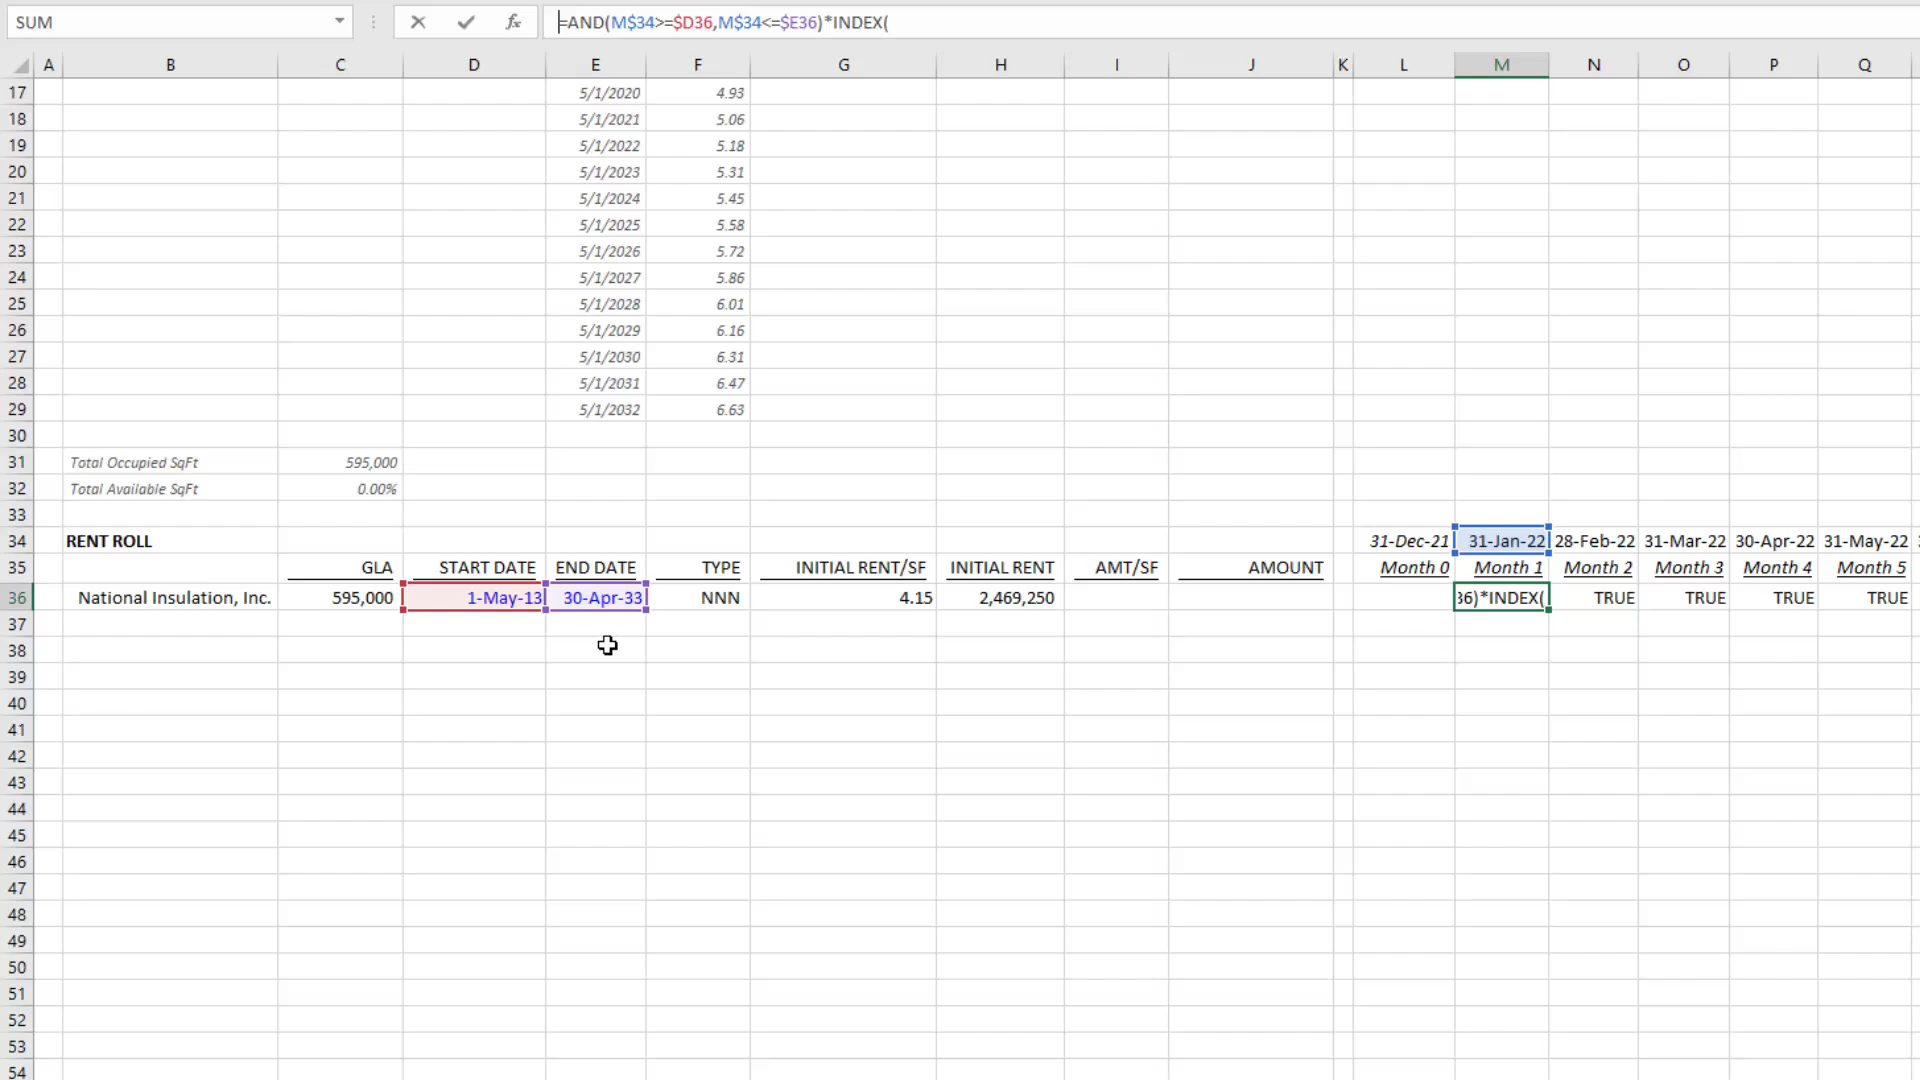 SUM =AND(M$34>=$D36,M$34<=$E36)*INDEX(
A B C D E F G H I J K L M N O P Q
17 5/1/2020 4.93
18 5/1/2021 5.06
19 5/1/2022 5.18
20 5/1/2023 5.31
21 5/1/2024 5.45
22 5/1/2025 5.58
23 5/1/2026 5.72
24 5/1/2027 5.86
25 5/1/2028 6.01
26 5/1/2029 6.16
27 5/1/2030 6.31
28 5/1/2031 6.47
29 5/1/2032 6.63
30
31 Total Occupied SqFt 595,000
32 Total Available SqFt 0.00%
33
34 RENT ROLL 31-Dec-21 31-Jan-22 28-Feb-22 31-Mar-22 30-Apr-22 31-May-22
35 GLA START DATE END DATE TYPE INITIAL RENT/SF INITIAL RENT AMT/SF AMOUNT Month 0 Month 1 Month 2 Month 3 Month 4 Month 5
36 National Insulation, Inc. 595,000 1-May-13 30-Apr-33 NNN 4.15 2,469,250 36)*INDEX( TRUE TRUE TRUE TRUE
37
38
39
40
41
42
43
44
45
46
47
48
49
50
51
52
53
54